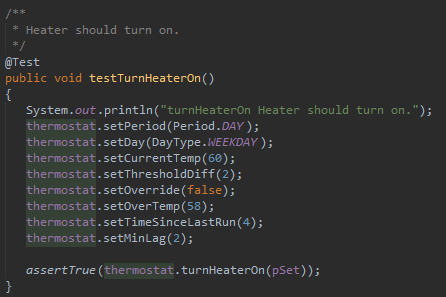 /**
 * Heater should turn on.
 */
@Test
public void testTurnHeaterOn()
{
    System.out.println("turnHeaterOn Heater should turn on.");
    thermostat.setPeriod(Period.DAY);
    thermostat.setDay(DayType.WEEKDAY);
    thermostat.setCurrentTemp(60);
    thermostat.setThresholdDiff(2);
    thermostat.setOverride(false);
    thermostat.setOverTemp(58);
    thermostat.setTimeSinceLastRun(4);
    thermostat.setMinLag(2);

    assertTrue(thermostat.turnHeaterOn(pSet));
}